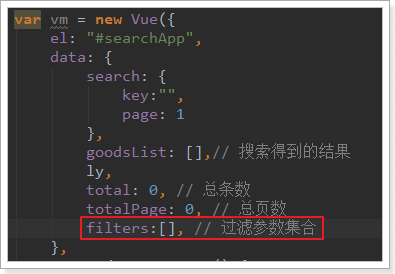 var vm = new Vue({
el: "#searchApp",
data: {
search: {
key:"",
page: 1
},
goodsList: [],// 搜索得到的结果
ly,
total: 0, // 总条数
totalPage: 0, // 总页数
filters:[], // 过滤参数集合
},